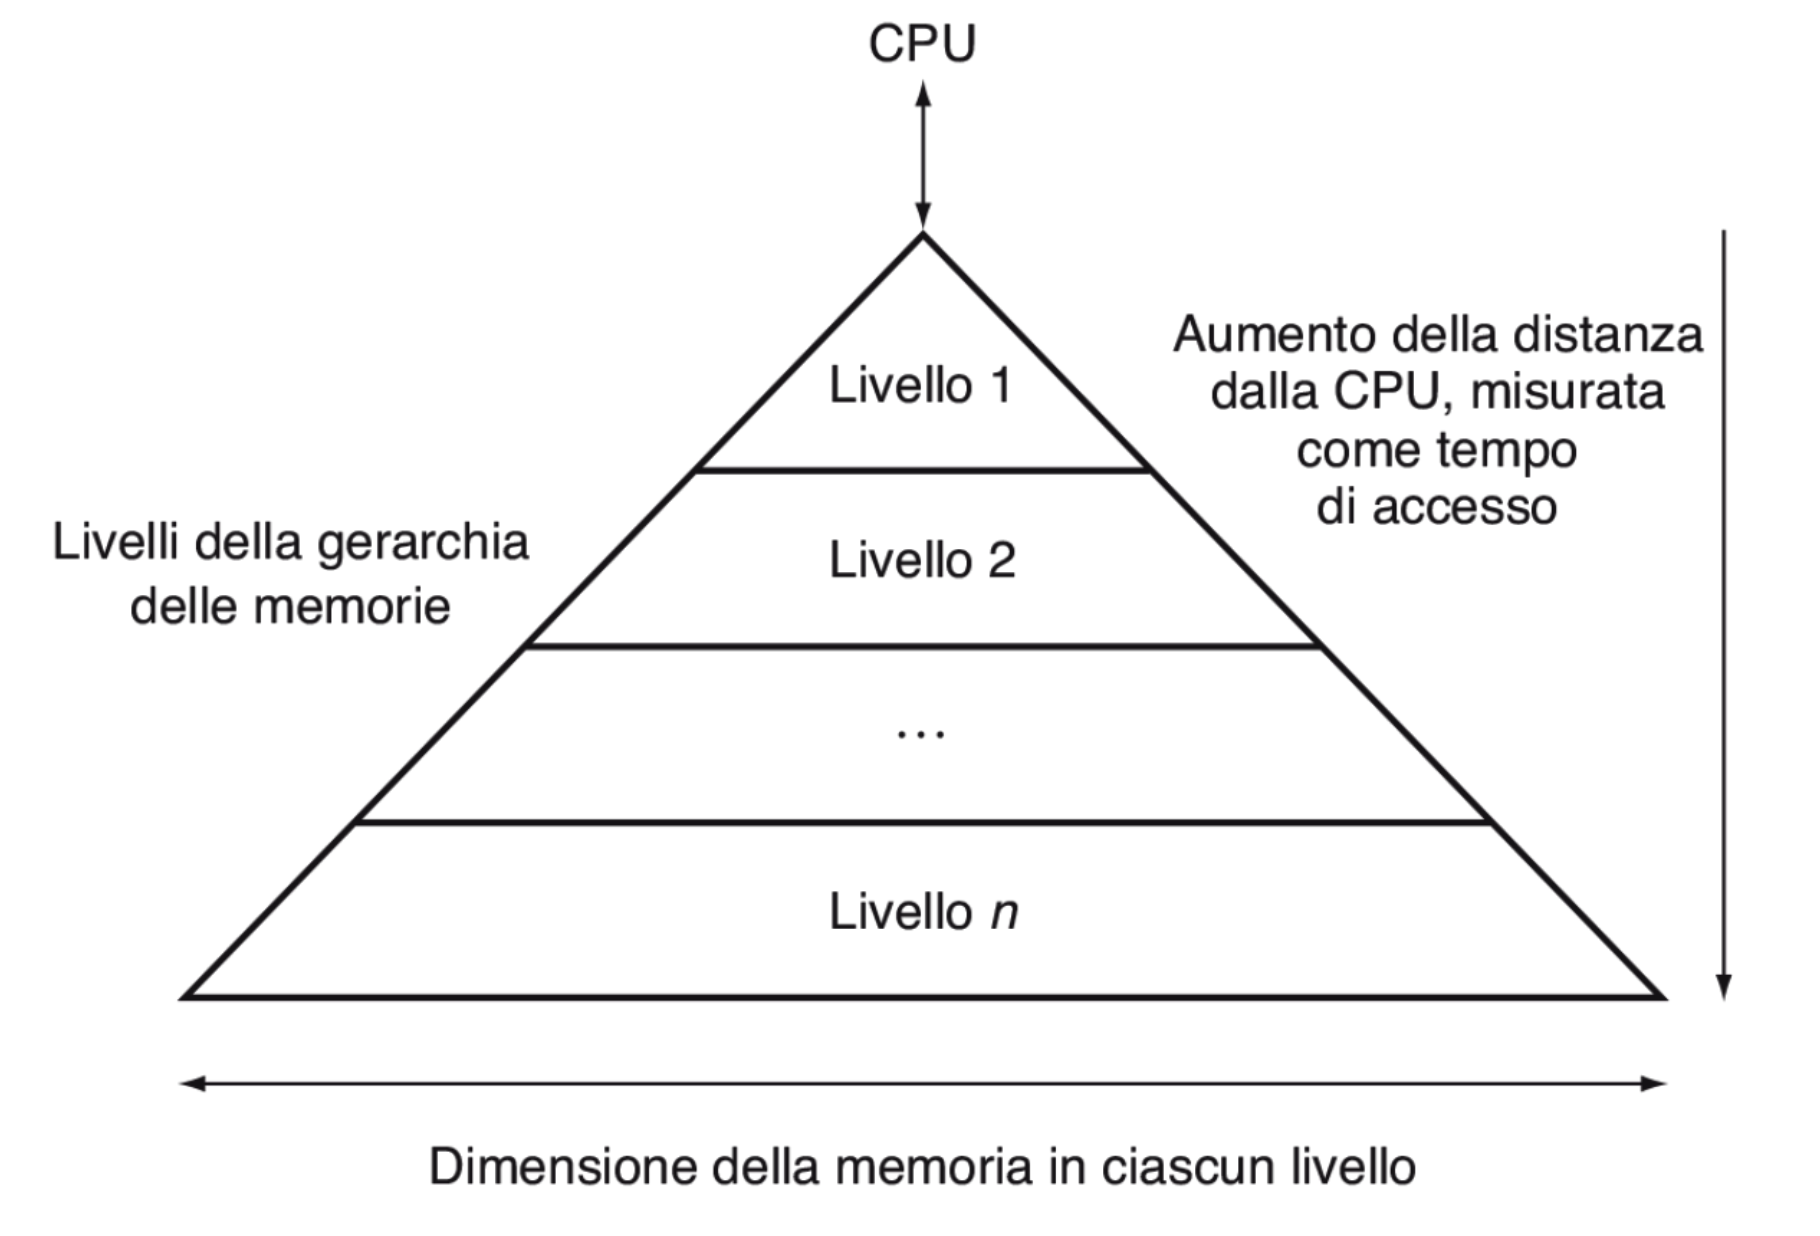 CPU
Livello 1
Aumento della distanza
dalla CPU, misurata
come tempo
di accesso
Livelli della gerarchia
delle memorie
Livello 2
...
Livello n
Dimensione della memoria in ciascun livello